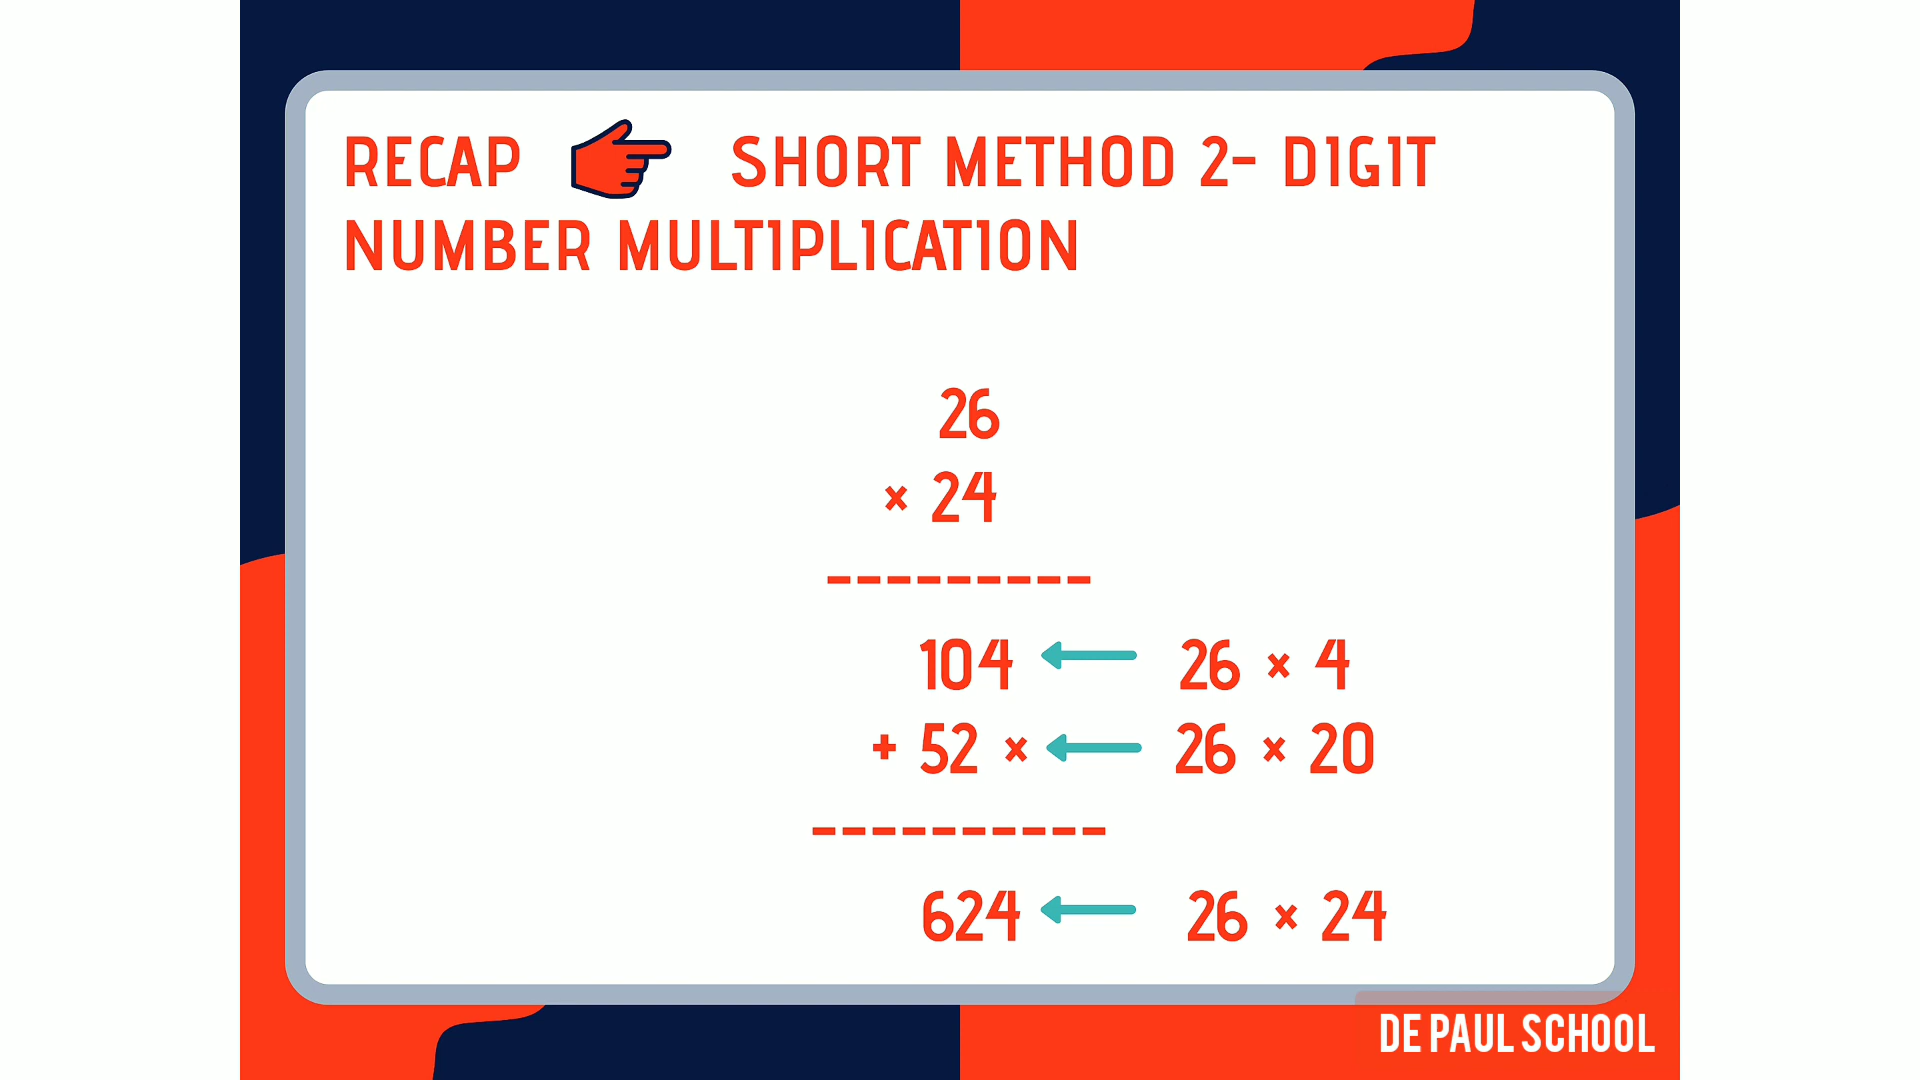 RECAP SHORT METHOD 2- DIGIT
NUMBER MULTIPLICATION
26
× 24
---------
104 26 × 4
+ 52 × 26 × 20
----------
624 26 × 24
DE PAUL SCHOOL